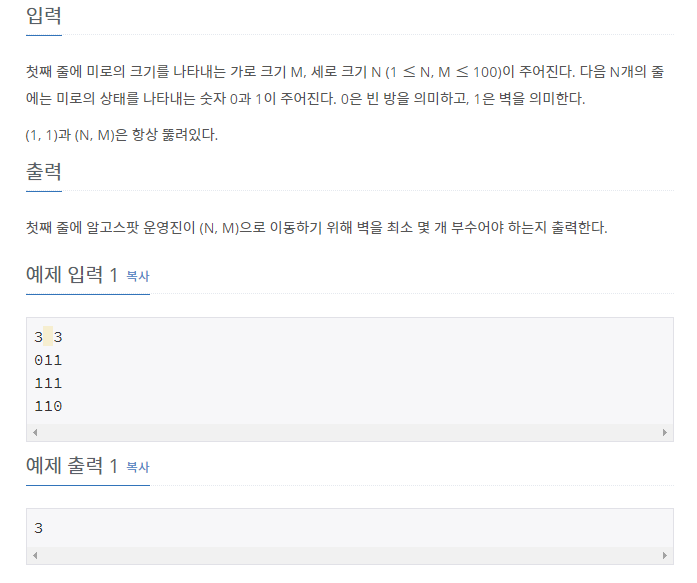 입력
첫째 줄에 미로의 크기를 나타내는 가로 크기 M, 세로 크기 N (1 ≤ N, M ≤ 100)이 주어진다. 다음 N개의 줄
에는 미로의 상태를 나타내는 숫자 0과 1이 주어진다. 0은 빈 방을 의미하고, 1은 벽을 의미한다.
(1, 1)과 (N, M)은 항상 뚫려있다.
출력
첫째 줄에 알고스팟 운영진이 (N, M)으로 이동하기 위해 벽을 최소 몇 개 부수어야 하는지 출력한다.
예제 입력 1 복사
3 3
011
111
110
예제 출력 1 복사
3